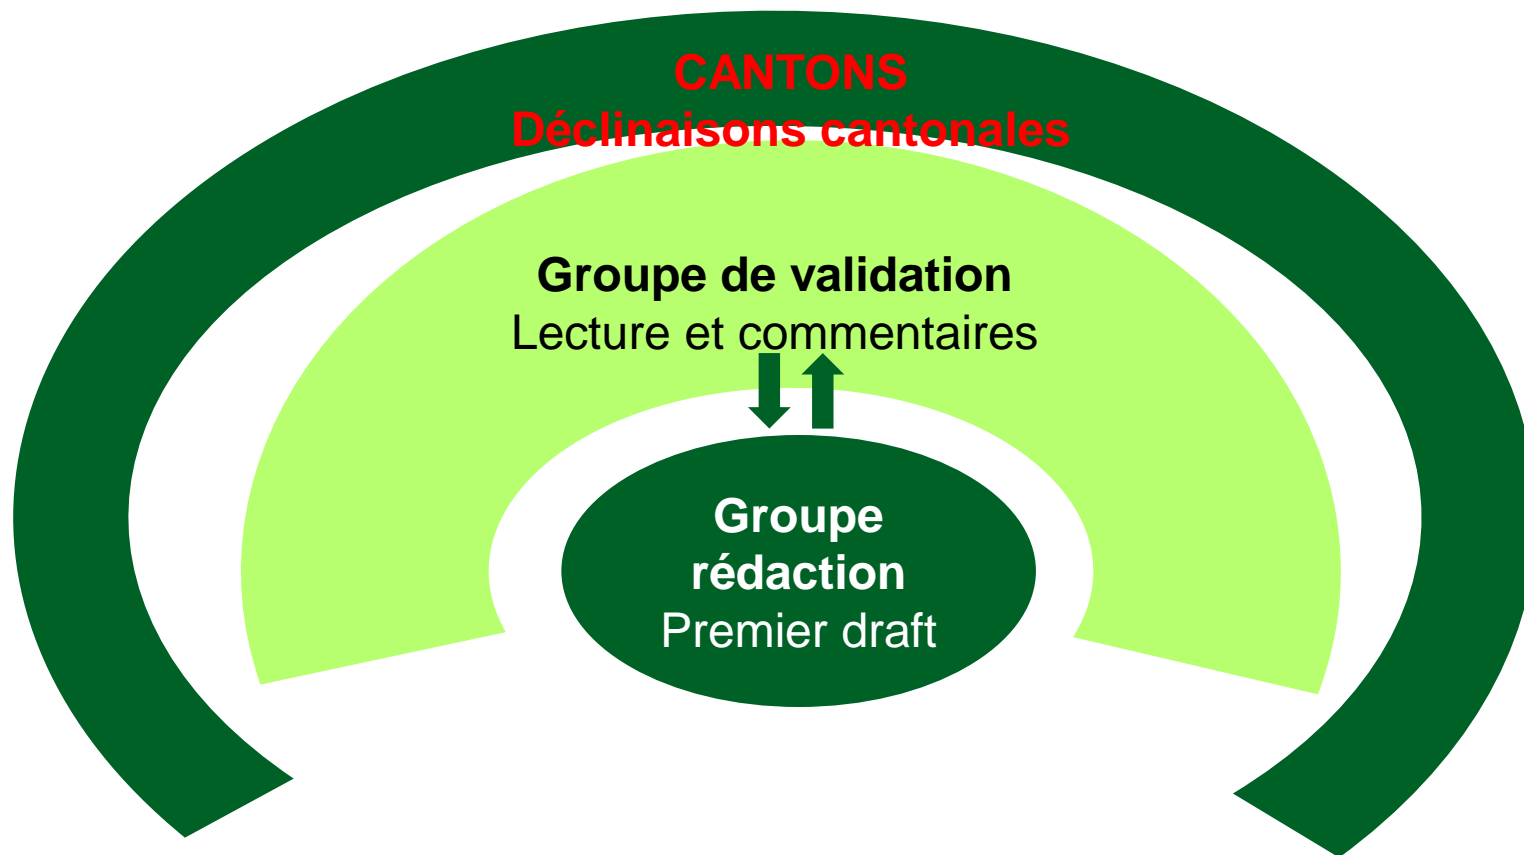 CANTONS
Déclinaisons cantonales
Groupe de validation
Lecture et commentaires
Groupe
rédaction
Premier draft